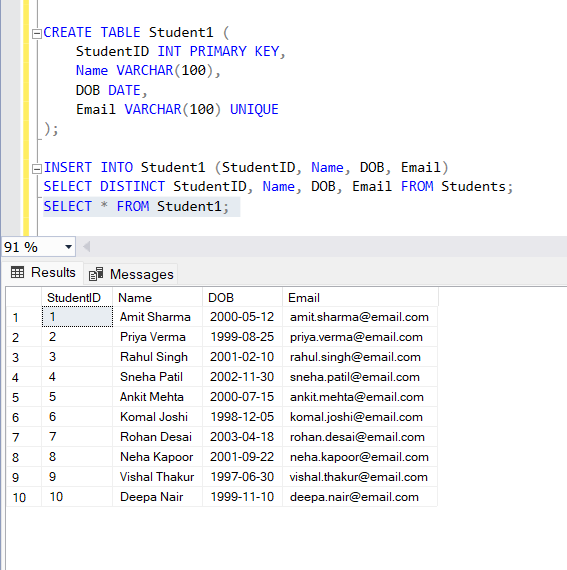 CREATE TABLE Student1 (
StudentID INT PRIMARY KEY,
Name VARCHAR(100),
DOB DATE,
Email VARCHAR(100) UNIQUE
);
INSERT INTO Student1 (StudentID, Name, DOB, Email)
SELECT DISTINCT StudentID, Name, DOB, Email FROM Students;
SELECT * FROM Student1;
91 %
Results Messages
StudentID Name DOB Email
1 1 Amit Sharma 2000-05-12 amit.sharma@email.com
2 2 Priya Verma 1999-08-25 priya.verma@email.com
3 3 Rahul Singh 2001-02-10 rahul.singh@email.com
4 4 Sneha Patil 2002-11-30 sneha.patil@email.com
5 5 Ankit Mehta 2000-07-15 ankit.mehta@email.com
6 6 Komal Joshi 1998-12-05 komal.joshi@email.com
7 7 Rohan Desai 2003-04-18 rohan.desai@email.com
8 8 Neha Kapoor 2001-09-22 neha.kapoor@email.com
9 9 Vishal Thakur 1997-06-30 vishal.thakur@email.com
10 10 Deepa Nair 1999-11-10 deepa.nair@email.com